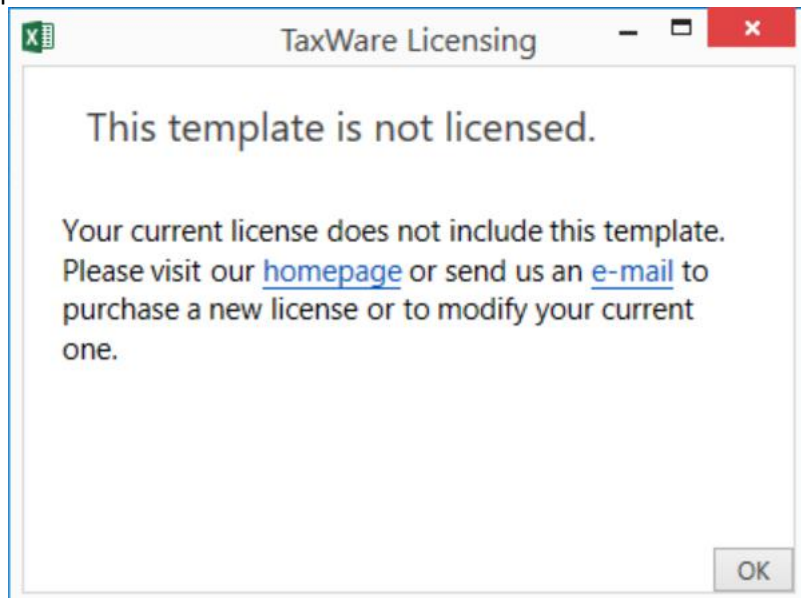 TaxWare Licensing
This template is not licensed.
Your current license does not include this template.
Please visit our homepage or send us an e-mail to
purchase a new license or to modify your current
one.
OK